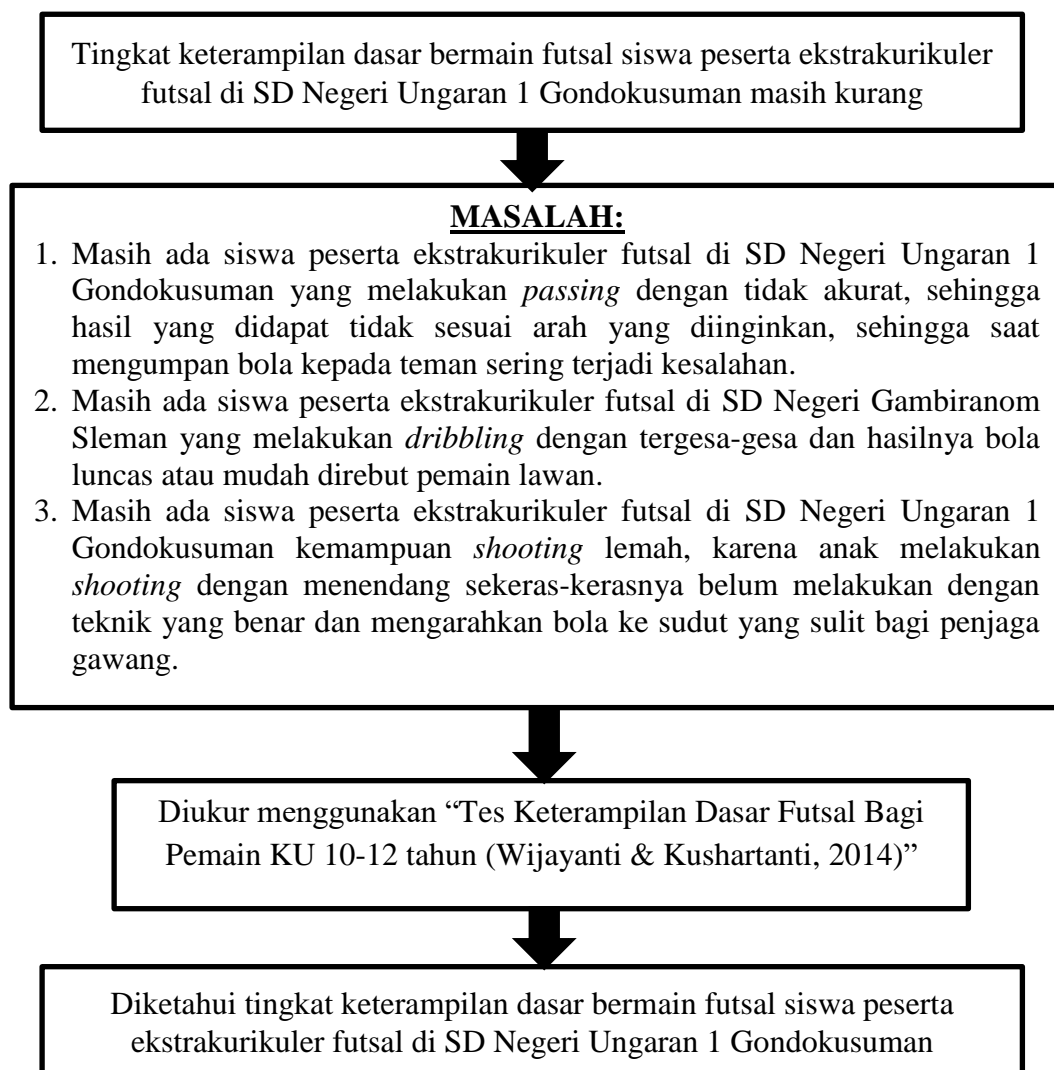 Tingkat keterampilan dasar bermain futsal siswa peserta ekstrakurikuler
futsal di SD Negeri Ungaran 1 Gondokusuman masih kurang
MASALAH:
1. Masih ada siswa peserta ekstrakurikuler futsal di SD Negeri Ungaran 1
Gondokusuman yang melakukan passing dengan tidak akurat, sehingga
hasil yang didapat tidak sesuai arah yang diinginkan, sehingga saat
mengumpan bola kepada teman sering terjadi kesalahan.
2. Masih ada siswa peserta ekstrakurikuler futsal di SD Negeri Gambiranom
Sleman yang melakukan dribbling dengan tergesa-gesa dan hasilnya bola
luncas atau mudah direbut pemain lawan.
3. Masih ada siswa peserta ekstrakurikuler futsal di SD Negeri Ungaran 1
Gondokusuman kemampuan shooting lemah, karena anak melakukan
shooting dengan menendang sekeras-kerasnya belum melakukan dengan
teknik yang benar dan mengarahkan bola ke sudut yang sulit bagi penjaga
gawang.
Diukur menggunakan “Tes Keterampilan Dasar Futsal Bagi
Pemain KU 10-12 tahun (Wijayanti & Kushartanti, 2014)”
Diketahui tingkat keterampilan dasar bermain futsal siswa peserta
ekstrakurikuler futsal di SD Negeri Ungaran 1 Gondokusuman